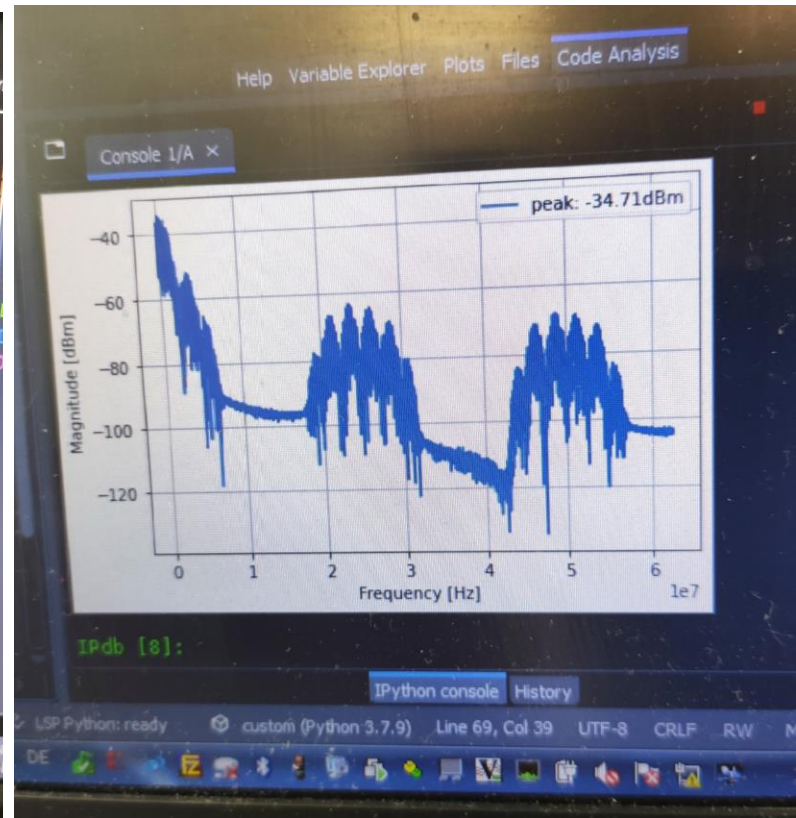 Help Variable Explorer Plots Files Code Analysis
Console 1/A ×
peak: -34.71dBm
−40
−60
−80
−100
−120
Magnitude [dBm]
0 1 2 3 4 5 6
1e7
Frequency [Hz]
IPdb [8]:
IPython console History
LSP Python: ready custom (Python 3.7.9) Line 69, Col 39 UTF-8 CRLF RW
DE